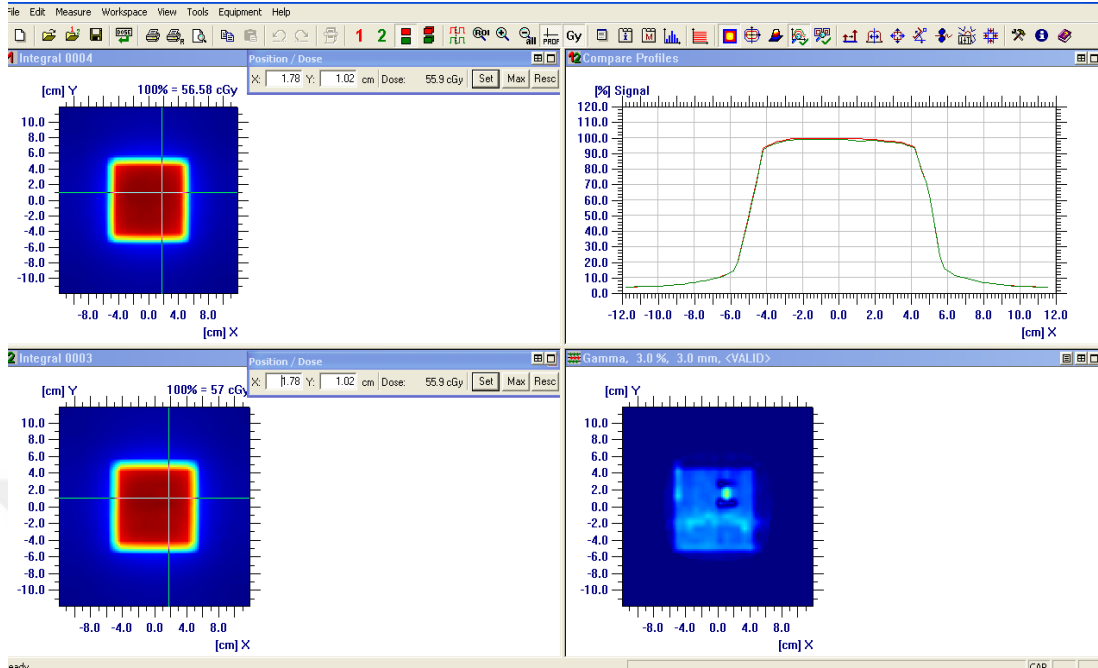 File Edit Measure Workspace View Tools Equipment Help
1 2 ROI all PROF Gy
Integral 0004
Position / Dose
X: 1.78 Y: 1.02 cm Dose: 55.9 cGy Set Max Resc
[cm] Y 100% = 56.58 cGy
10.0
8.0
6.0
4.0
2.0
0.0
-2.0
-4.0
-6.0
-8.0
-10.0
-8.0 -4.0 0.0 4.0 8.0
[cm] X
12 Compare Profiles
[%] Signal
120.0
110.0
100.0
90.0
80.0
70.0
60.0
50.0
40.0
30.0
20.0
10.0
0.0
-12.0 -10.0 -8.0 -6.0 -4.0 -2.0 0.0 2.0 4.0 6.0 8.0 10.0 12.0
[cm] X
2 Integral 0003
Position / Dose
X: 1.78 Y: 1.02 cm Dose: 55.9 cGy Set Max Resc
[cm] Y 100% = 57 cGy
10.0
8.0
6.0
4.0
2.0
0.0
-2.0
-4.0
-6.0
-8.0
-10.0
-8.0 -4.0 0.0 4.0 8.0
[cm] X
Gamma, 3.0 %, 3.0 mm, <VALID>
[cm] Y
10.0
8.0
6.0
4.0
2.0
0.0
-2.0
-4.0
-6.0
-8.0
-10.0
-8.0 -4.0 0.0 4.0 8.0
[cm] X
eady CAP